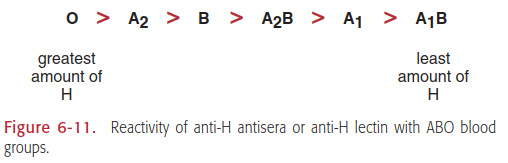 O > A2 > B > A2B > A1 > A1B
greatest least
amount of amount of
H H
Figure 6-11. Reactivity of anti-H antisera or anti-H lectin with ABO blood
groups.